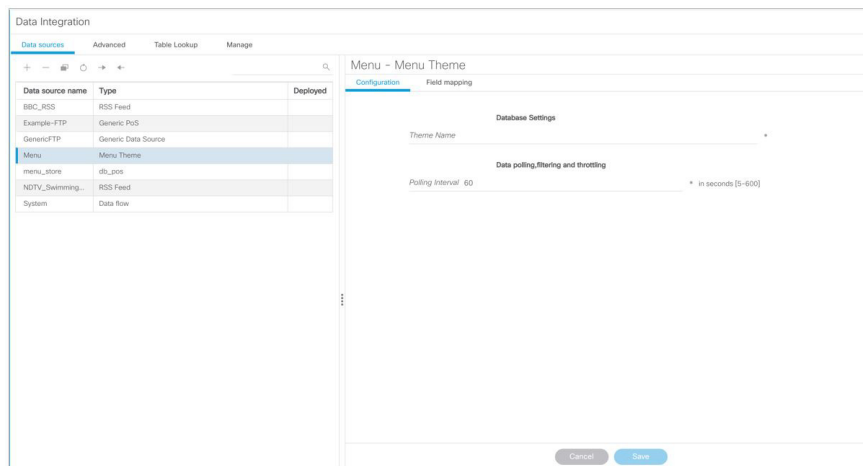 Data Integration
Data sources Advanced Table Lookup Manage
Data source name Type Deployed
BBC_RSS RSS Feed
Example-FTP Generic PoS
GenericFTP Generic Data Source
Menu Menu Theme
menu_store db_pos
NDTV_Swimming... RSS Feed
System Data flow
Menu - Menu Theme
Configuration Field mapping
Database Settings
Theme Name *
Data polling,filtering and throttling
Polling Interval 60 * in seconds [5-600]
Cancel Save